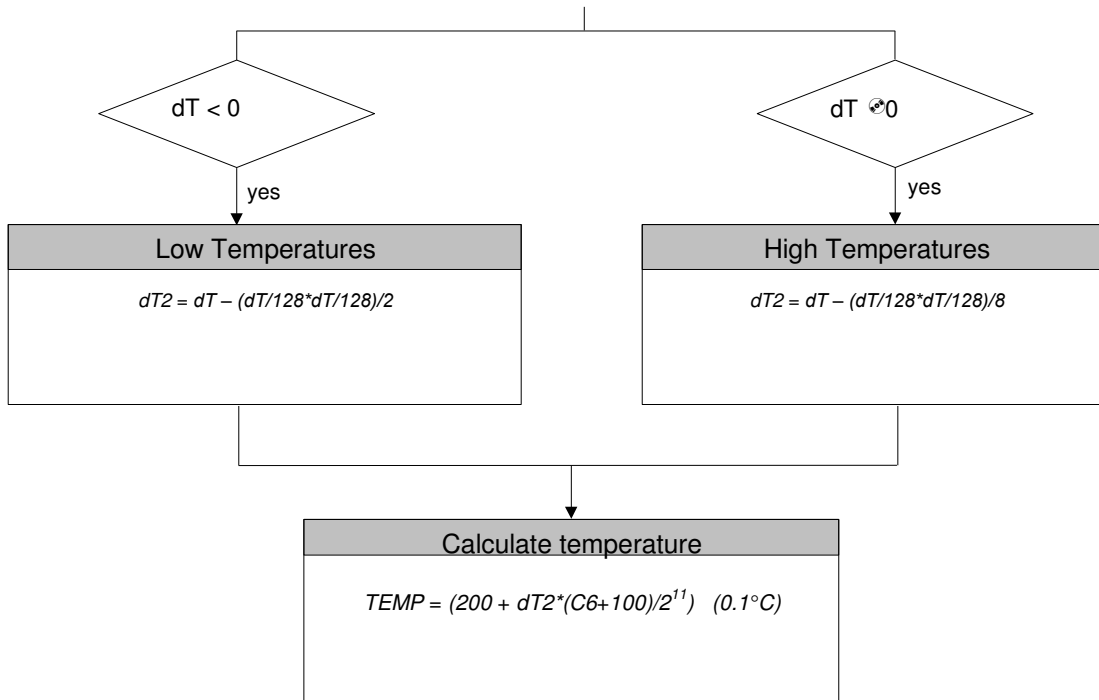 dT < 0
dT 0
yes
yes
Low Temperatures
High Temperatures
dT2 = dT – (dT/128*dT/128)/2
dT2 = dT – (dT/128*dT/128)/8
Calculate temperature
TEMP = (200 + dT2*(C6+100)/2¹¹) (0.1°C)